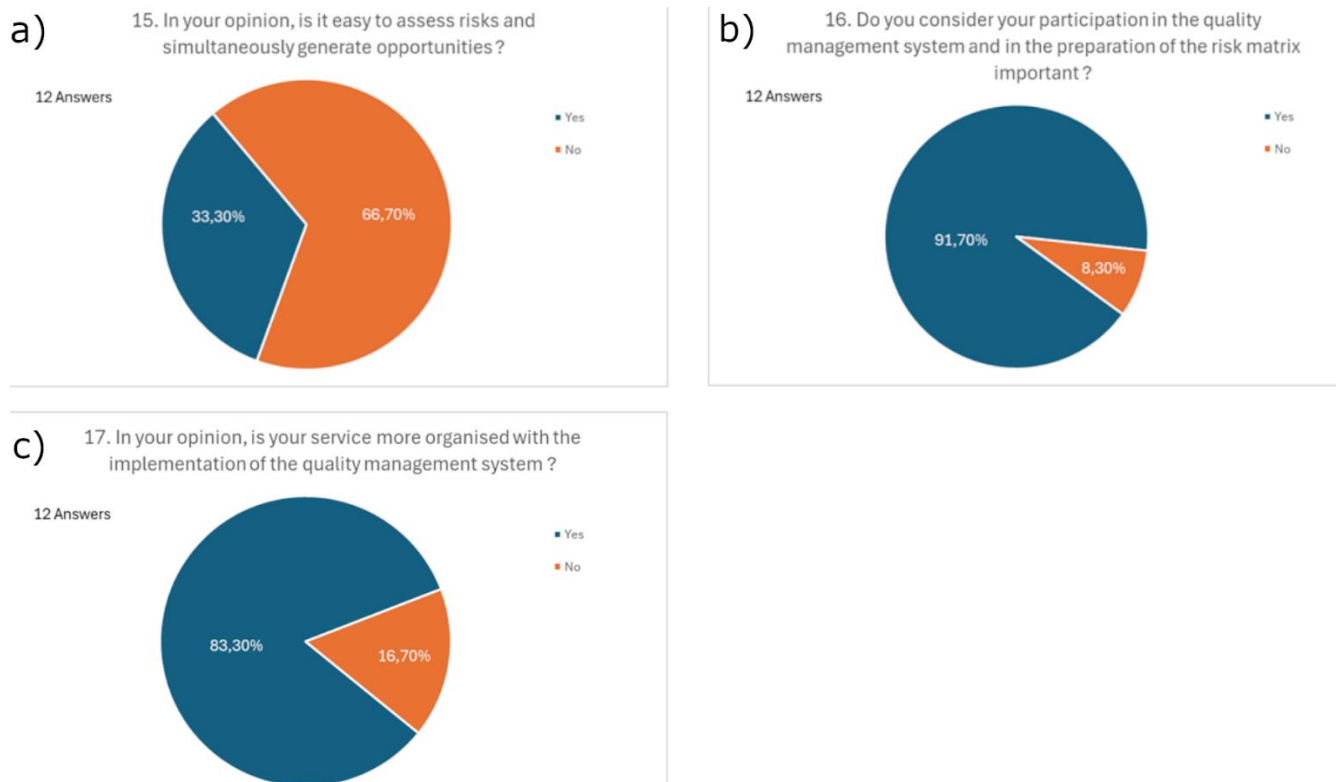 a)
15. In your opinion, is it easy to assess risks and
simultaneously generate opportunities ?
12 Answers
Yes
No
33,30%
66,70%
b)
16. Do you consider your participation in the quality
management system and in the preparation of the risk matrix
important ?
12 Answers
Yes
No
91,70%
8,30%
c)
17. In your opinion, is your service more organised with the
implementation of the quality management system ?
12 Answers
Yes
No
83,30%
16,70%